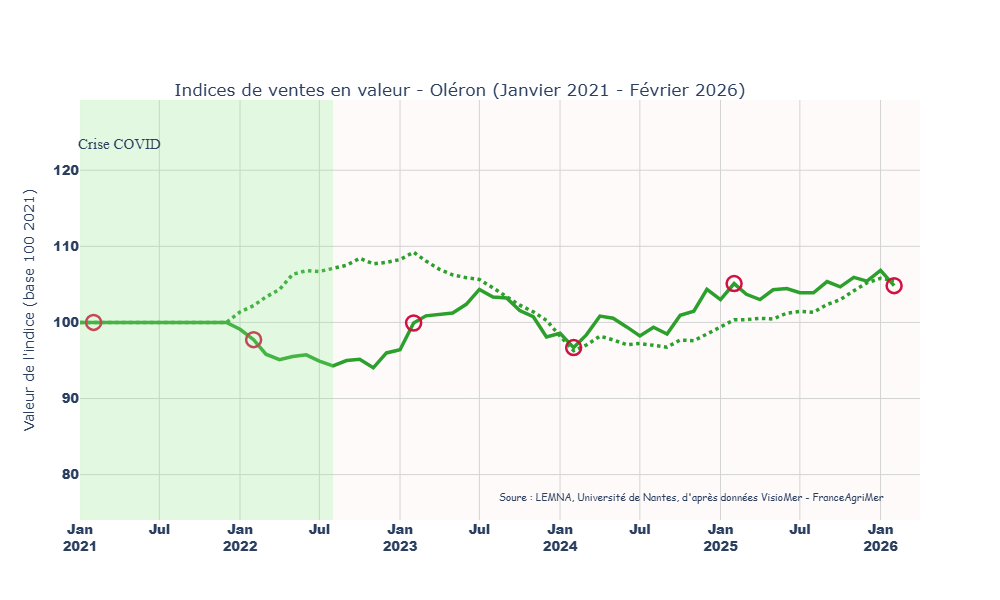 Indices de ventes en valeur - Oléron (Janvier 2021 - Février 2026)
Crise COVID
Valeur de l'indice (base 100 2021)
120
110
100
90
80
Soure : LEMNA, Université de Nantes, d'après données VisioMer - FranceAgriMer
Jan Jul Jan Jul Jan Jul Jan Jul Jan Jul Jan
2021 2022 2023 2024 2025 2026